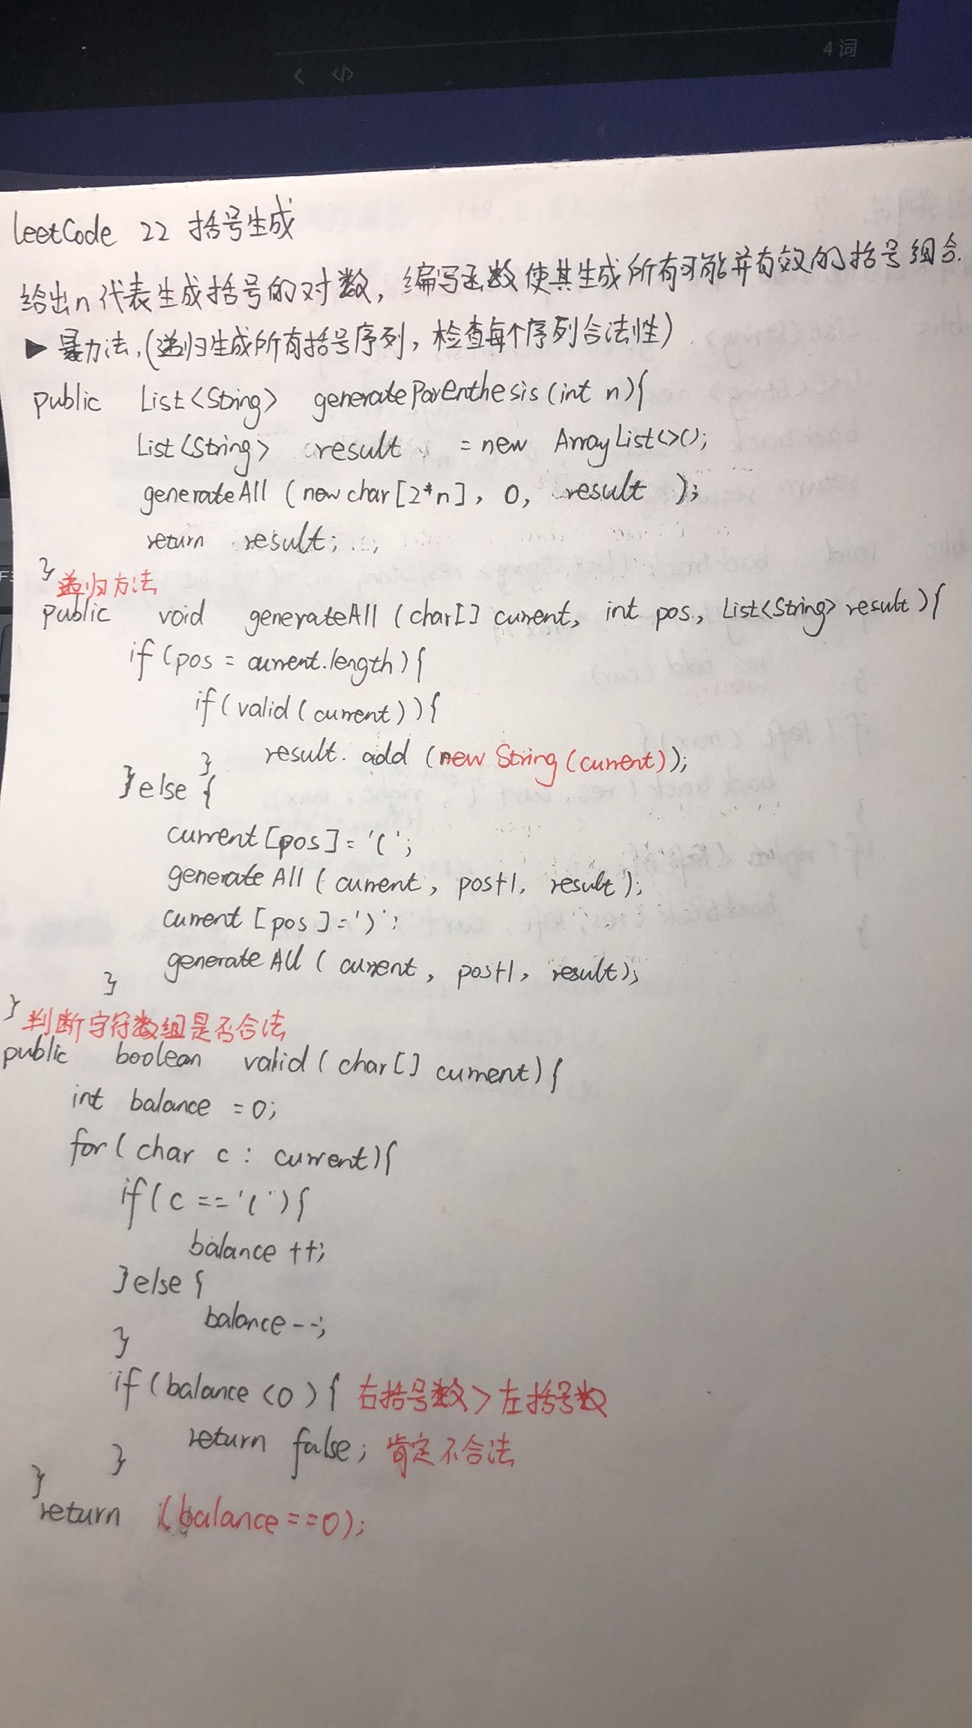 4 词
leetCode 22 括号生成
给出n代表生成括号的对数，编写函数使其生成所有可能并有效的括号组合.
▶ 暴力法,(递归生成所有括号序列，检查每个序列合法性)
public List<String> generateParenthesis(int n){
List<String> result = new ArrayList<>();
generateAll (new char[2*n], 0, result );
return result;
}
递归方法
public void generateAll (char[] current, int pos, List<String> result){
if (pos = current.length){
if (valid (current)){
result. add (new String (current));
}
}else {
current [pos] = '(';
generate All ( current , pos+1, result );
current [pos]=')':
generate All ( current , pos+1, result);
}
}
判断字符数组是否合法
public boolean valid (char[] current){
int balance =0;
for( char c : current){
if( c =='('){
balance ++;
}else {
balance--;
}
if (balance <0){ 右括号数>左括号数
return false; 肯定不合法
}
}
return (balance==0);